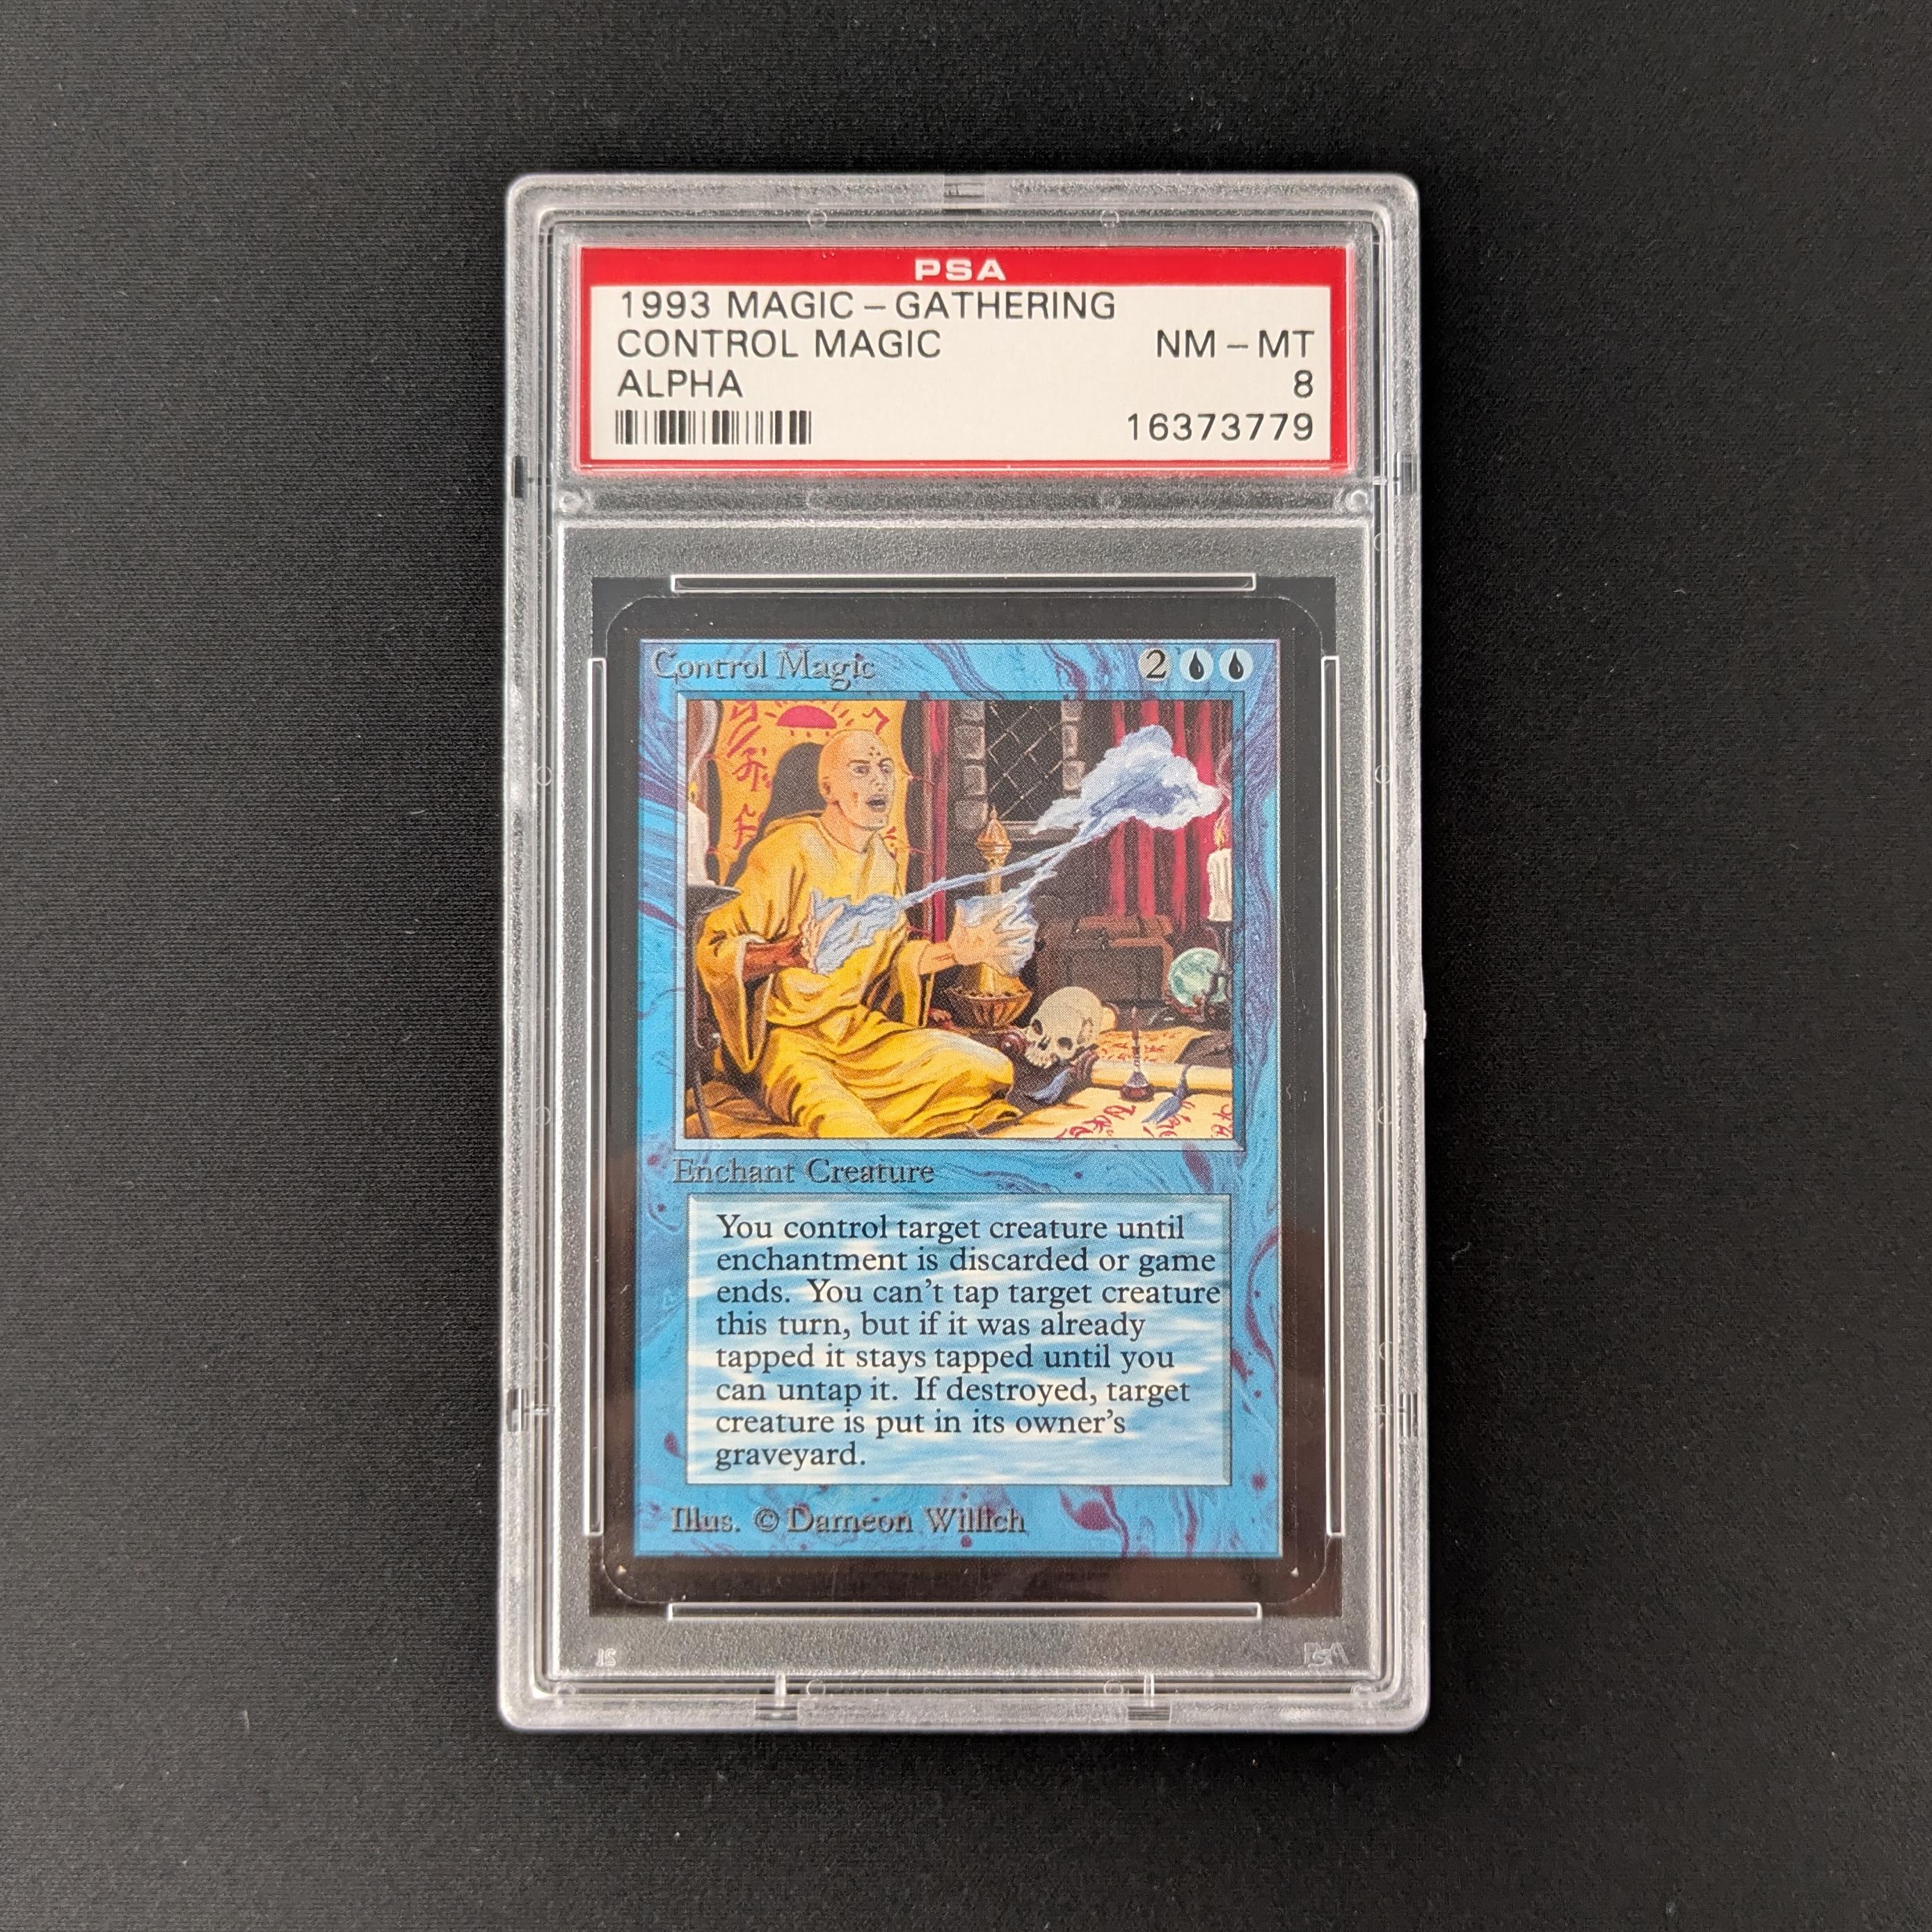 PSA
1993 MAGIC-GATHERING
CONTROL MAGIC NM-MT
ALPHA 8
16373779
Control Magic 2
Enchant Creature
You control target creature until
enchantment is discarded or game
ends. You can't tap target creature
this turn, but if it was already
tapped it stays tapped until you
can untap it. If destroyed, target
creature is put in its owner's
graveyard.
Illus. © Dameon Willich
PSA